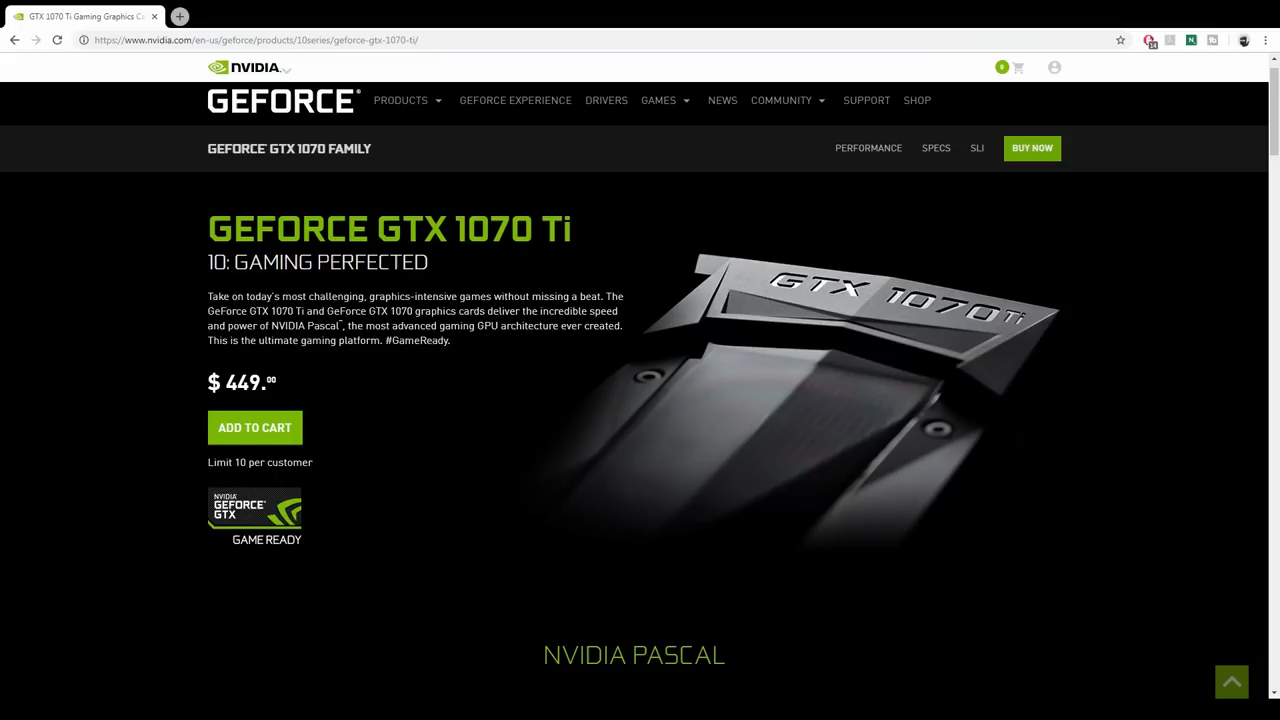 GTX 1070 Ti Gaming Graphics Ca
https://www.nvidia.com/en-us/geforce/products/10series/geforce-gtx-1070-ti/
24
NVIDIA.
0
GEFORCE® PRODUCTS GEFORCE EXPERIENCE DRIVERS GAMES NEWS COMMUNITY SUPPORT SHOP
GEFORCE® GTX 1070 FAMILY PERFORMANCE SPECS SLI BUY NOW
GEFORCE GTX 1070 Ti
10: GAMING PERFECTED
Take on today's most challenging, graphics-intensive games without missing a beat. The
GeForce GTX 1070 Ti and GeForce GTX 1070 graphics cards deliver the incredible speed
and power of NVIDIA Pascal™, the most advanced gaming GPU architecture ever created.
This is the ultimate gaming platform. #GameReady.
$ 449.00
ADD TO CART
Limit 10 per customer
NVIDIA
GEFORCE®
GTX
GAME READY
GTX 1070 Ti
NVIDIA PASCAL